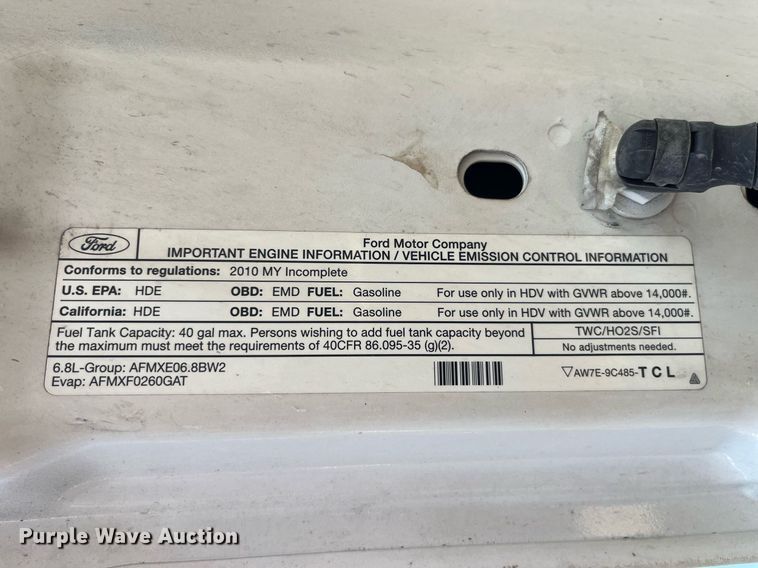 Ford
Ford Motor Company
IMPORTANT ENGINE INFORMATION / VEHICLE EMISSION CONTROL INFORMATION
Conforms to regulations: 2010 MY Incomplete
U.S. EPA: HDE OBD: EMD FUEL: Gasoline For use only in HDV with GVWR above 14,000#.
California: HDE OBD: EMD FUEL: Gasoline For use only in HDV with GVWR above 14,000#.
Fuel Tank Capacity: 40 gal max. Persons wishing to add fuel tank capacity beyond
the maximum must meet the requirements of 40CFR 86.095-35 (g)(2).
TWC/HO2S/SFI
No adjustments needed.
6.8L-Group: AFMXE06.8BW2
Evap: AFMXF0260GAT
AW7E-9C485-TCL
Purple Wave Auction